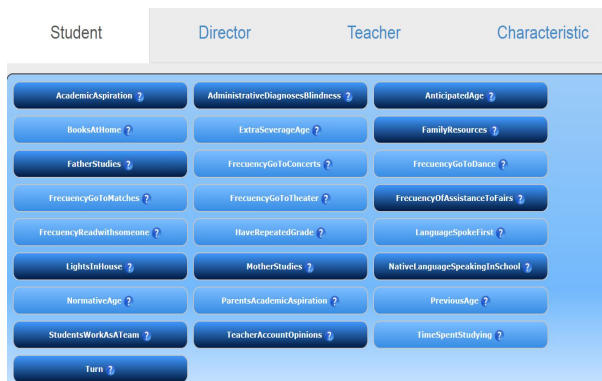 Student Director Teacher Characteristic
AcademicAspiration ? AdministrativeDiagnosesBlindness ? AnticipatedAge ?
BooksAtHome ? ExtraSeverageAge ? FamilyResources ?
FatherStudies ? FrecuencyGoToConcerts ? FrecuencyGoToDance ?
FrecuencyGoToMatches ? FrecuencyGoToTheater ? FrecuencyOfAssistanceToFairs ?
FrecuencyReadwithsomeone ? HaveRepeatedGrade ? LanguageSpokeFirst ?
LightsInHouse ? MotherStudies ? NativeLanguageSpeakingInSchool ?
NormativeAge ? ParentsAcademicAspiration ? PreviousAge ?
StudentsWorkAsATeam ? TeacherAccountOpinions ? TimeSpentStudying ?
Turn ?